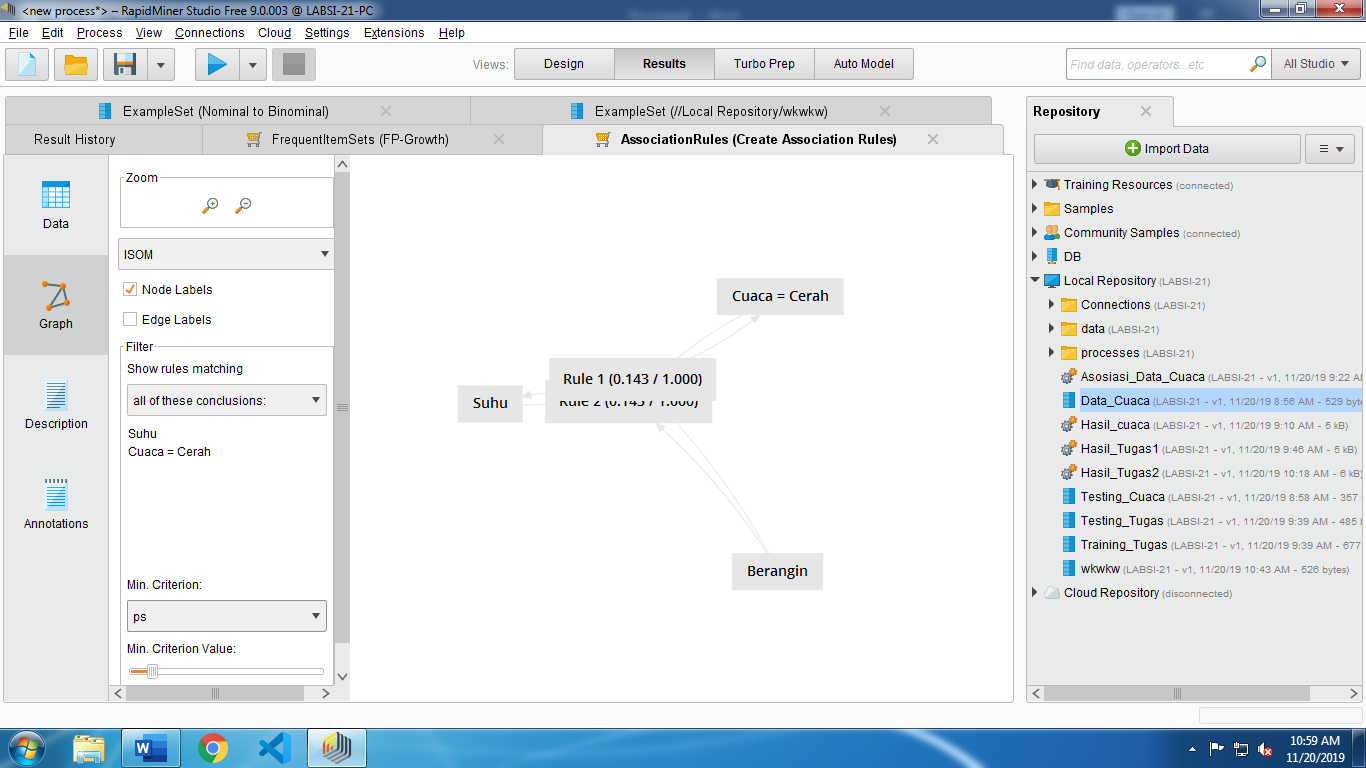 <new process*> – RapidMiner Studio Free 9.0.003 @ LABSI-21-PC
File Edit Process View Connections Cloud Settings Extensions Help
Views: Design Results Turbo Prep Auto Model
Find data, operators...etc All Studio
ExampleSet (Nominal to Binominal) ExampleSet (//Local Repository/wkwkw)
Result History FrequentItemSets (FP-Growth) AssociationRules (Create Association Rules)
Data
Graph
Description
Annotations
Zoom
ISOM
Node Labels
Edge Labels
Filter
Show rules matching
all of these conclusions:
Suhu
Cuaca = Cerah
Min. Criterion:
ps
Min. Criterion Value:
Cuaca = Cerah
Rule 1 (0.143 / 1.000)
Suhu
Rule 2 (0.143 / 1.000)
Berangin
Repository
Import Data
Training Resources (connected)
Samples
Community Samples (connected)
DB
Local Repository (LABSI-21)
Connections (LABSI-21)
data (LABSI-21)
processes (LABSI-21)
Asosiasi_Data_Cuaca (LABSI-21 - v1, 11/20/19 9:22 A
Data_Cuaca (LABSI-21 - v1, 11/20/19 8:56 AM - 529 byt
Hasil_cuaca (LABSI-21 - v1, 11/20/19 9:10 AM - 5 kB)
Hasil_Tugas1 (LABSI-21 - v1, 11/20/19 9:46 AM - 5 kB)
Hasil_Tugas2 (LABSI-21 - v1, 11/20/19 10:18 AM - 6 kB)
Testing_Cuaca (LABSI-21 - v1, 11/20/19 8:58 AM - 357
Testing_Tugas (LABSI-21 - v1, 11/20/19 9:39 AM - 485 b
Training_Tugas (LABSI-21 - v1, 11/20/19 9:39 AM - 677
wkwkw (LABSI-21 - v1, 11/20/19 10:43 AM - 526 bytes)
Cloud Repository (disconnected)
10:59 AM
11/20/2019